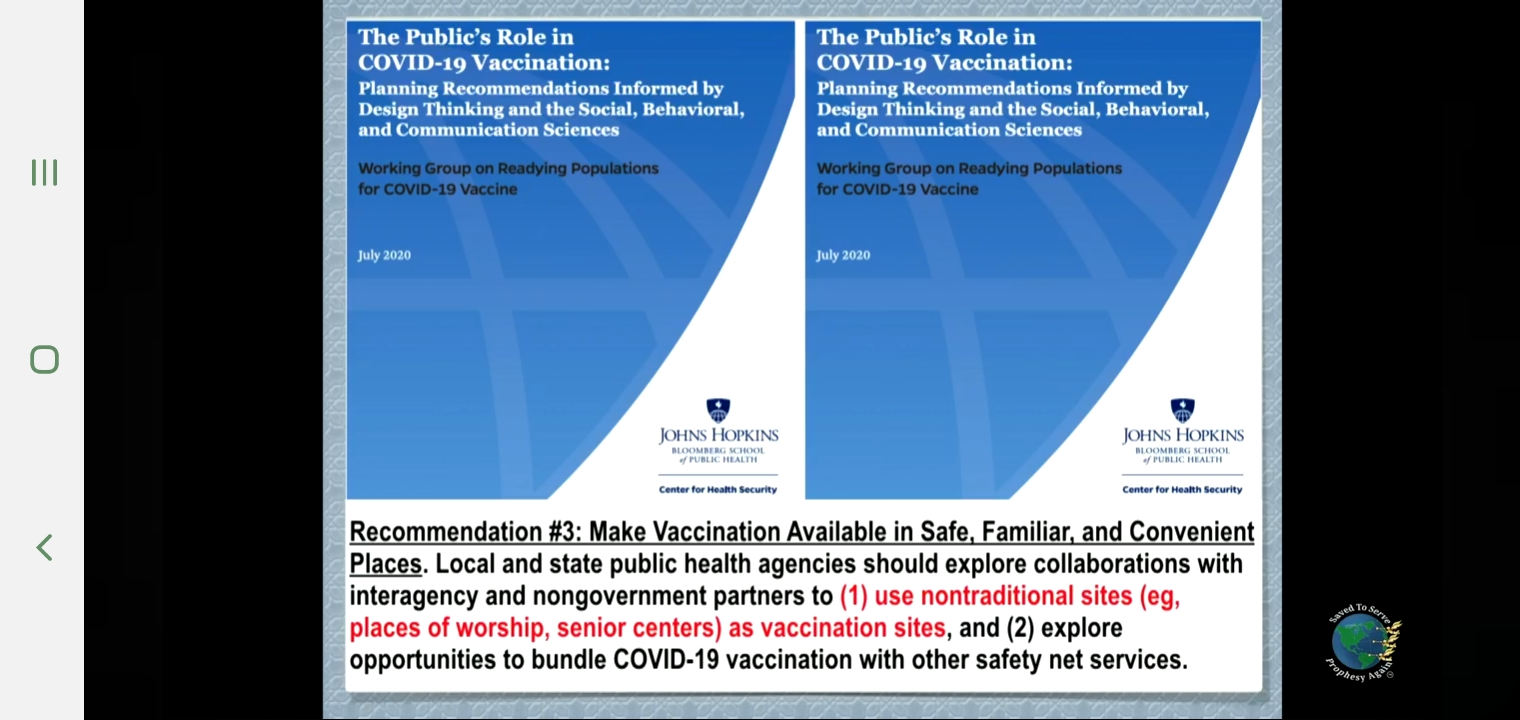 The Public's Role in
COVID-19 Vaccination:
Planning Recommendations Informed by
Design Thinking and the Social, Behavioral,
and Communication Sciences
Working Group on Readying Populations
for COVID-19 Vaccine
July 2020
JOHNS HOPKINS
BLOOMBERG SCHOOL
of PUBLIC HEALTH
Center for Health Security
The Public's Role in
COVID-19 Vaccination:
Planning Recommendations Informed by
Design Thinking and the Social, Behavioral,
and Communication Sciences
Working Group on Readying Populations
for COVID-19 Vaccine
July 2020
JOHNS HOPKINS
BLOOMBERG SCHOOL
of PUBLIC HEALTH
Center for Health Security
Recommendation #3: Make Vaccination Available in Safe, Familiar, and Convenient
Places. Local and state public health agencies should explore collaborations with
interagency and nongovernment partners to (1) use nontraditional sites (eg,
places of worship, senior centers) as vaccination sites, and (2) explore
opportunities to bundle COVID-19 vaccination with other safety net services.
Saved To Serve
Prophesy Again